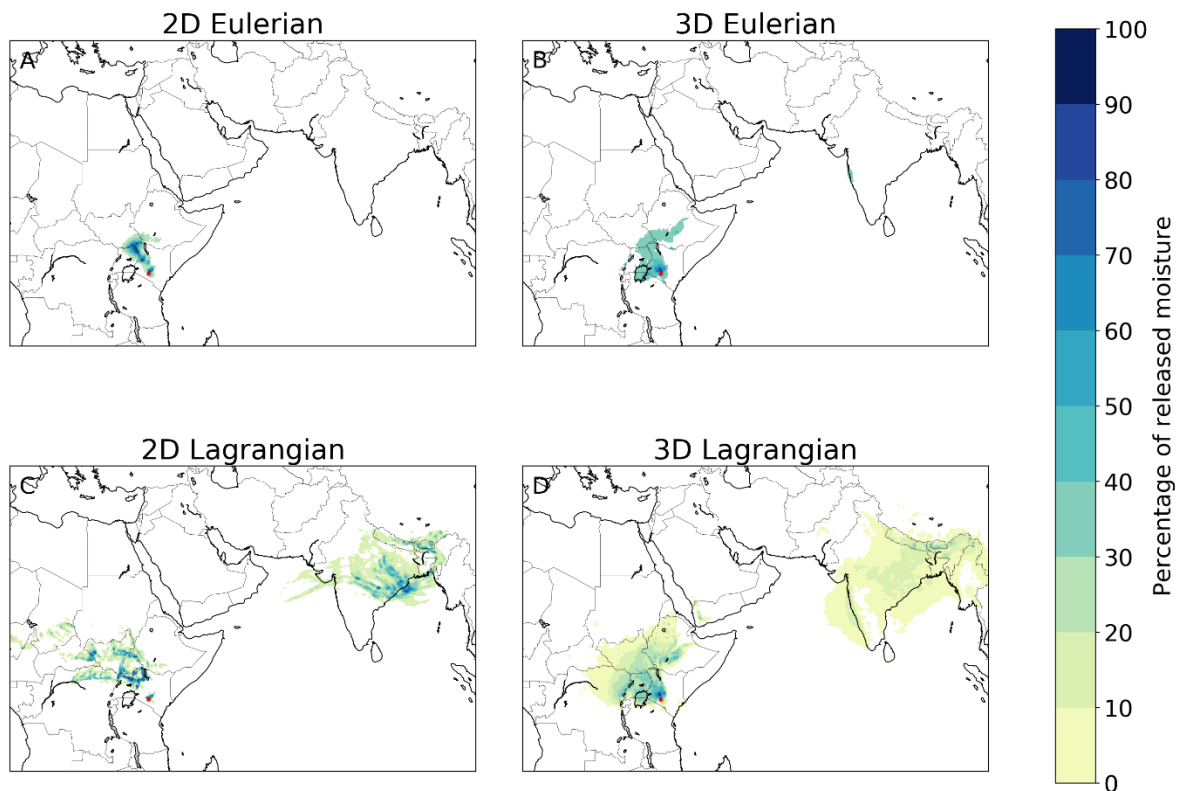 2D Eulerian
3D Eulerian
A
B
2D Lagrangian
3D Lagrangian
C
D
100
90
80
70
60
50
40
30
20
10
0
Percentage of released moisture